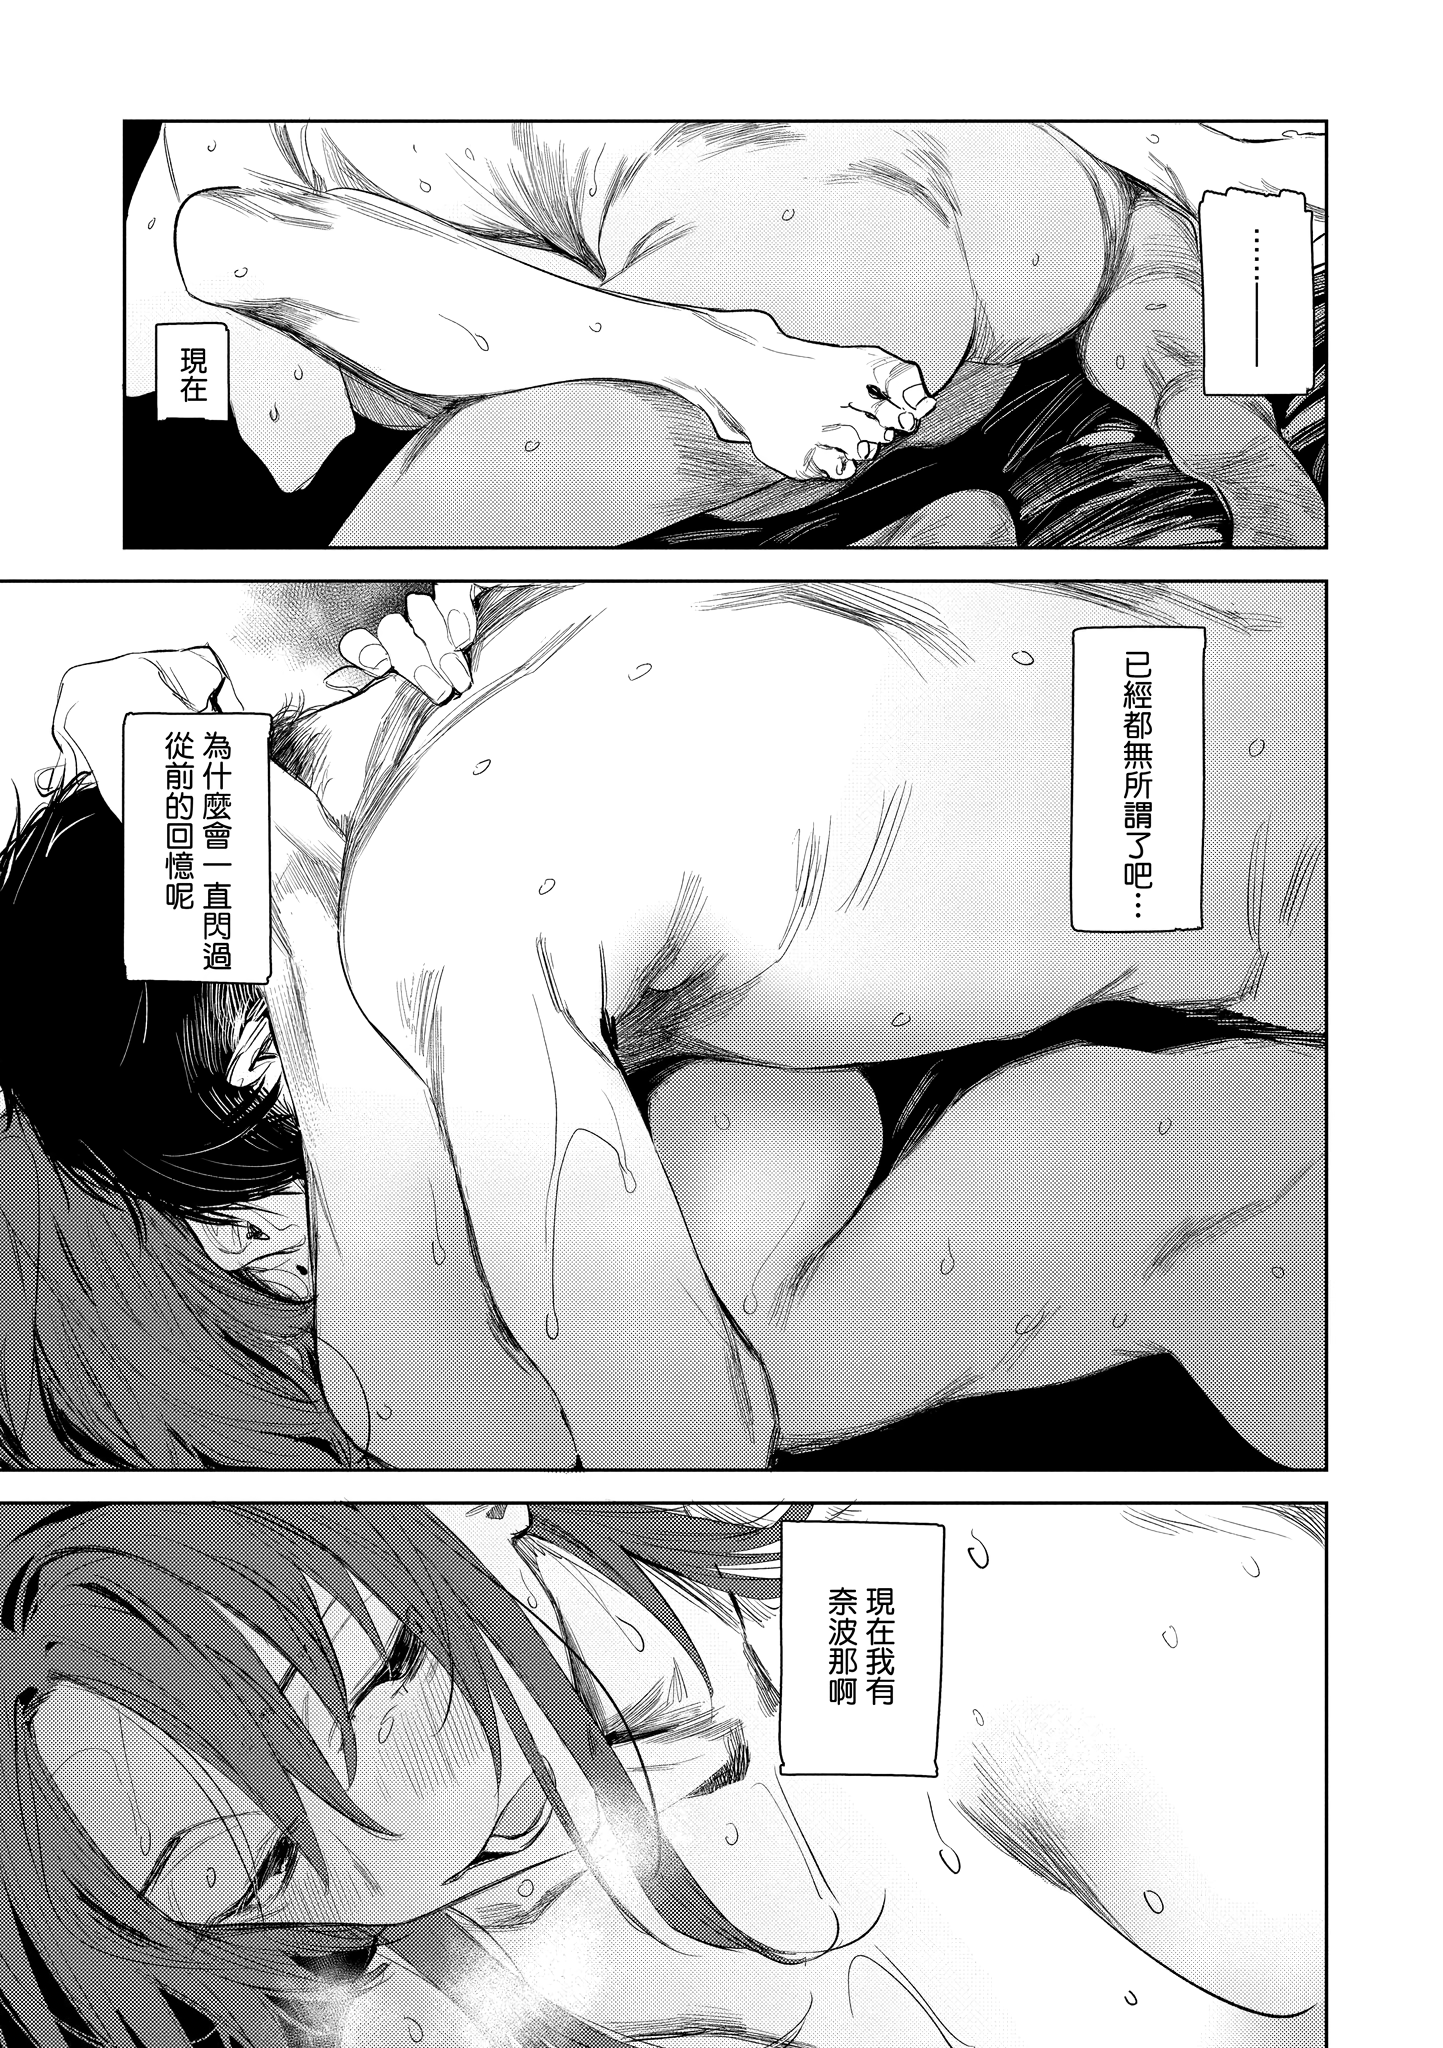 ……——
現在
已經都無所謂了吧…
為什麼會一直閃過
從前的回憶呢
現在我有
奈波那啊